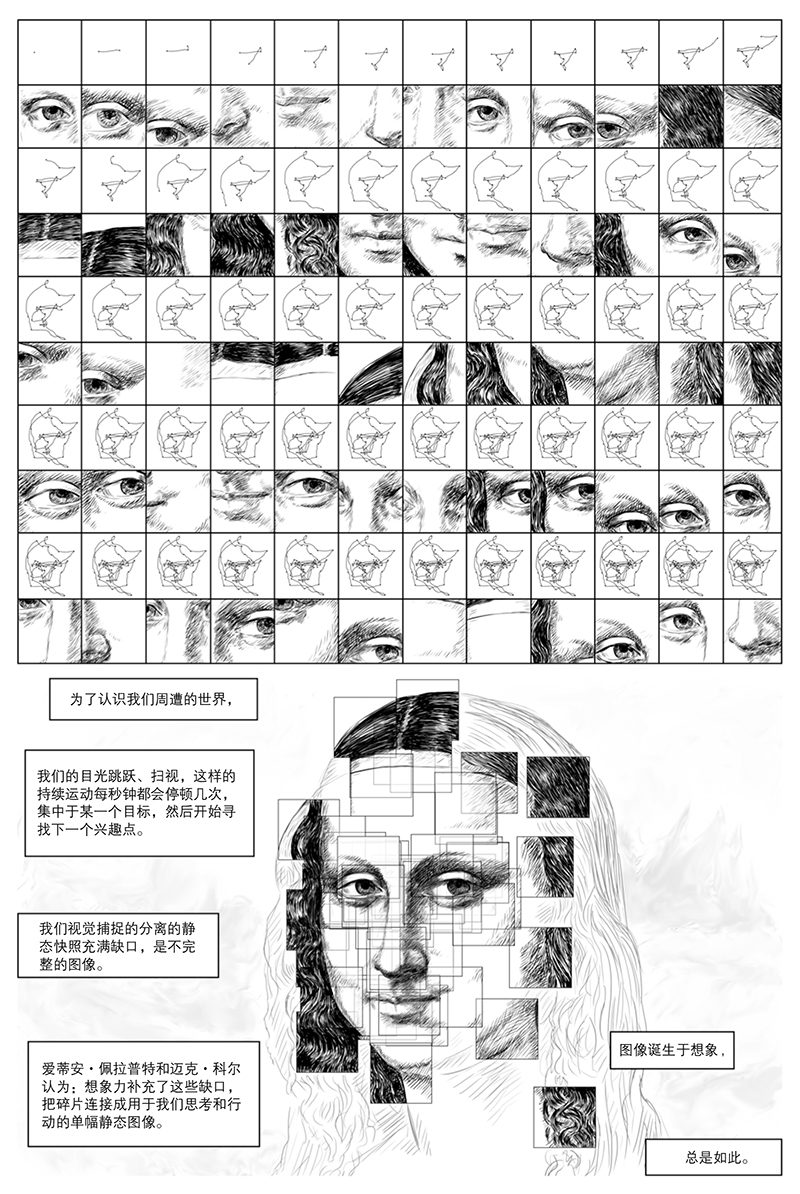 为了认识我们周遭的世界，
我们的目光跳跃、扫视，这样的
持续运动每秒钟都会停顿几次，
集中于某一个目标，然后开始寻
找下一个兴趣点。
我们视觉捕捉的分离的静
态快照充满缺口，是不完
整的图像。
爱蒂安·佩拉普特和迈克·科尔
认为：想象力补充了这些缺口，
把碎片连接成用于我们思考和行
动的单幅静态图像。
图像诞生于想象，
总是如此。